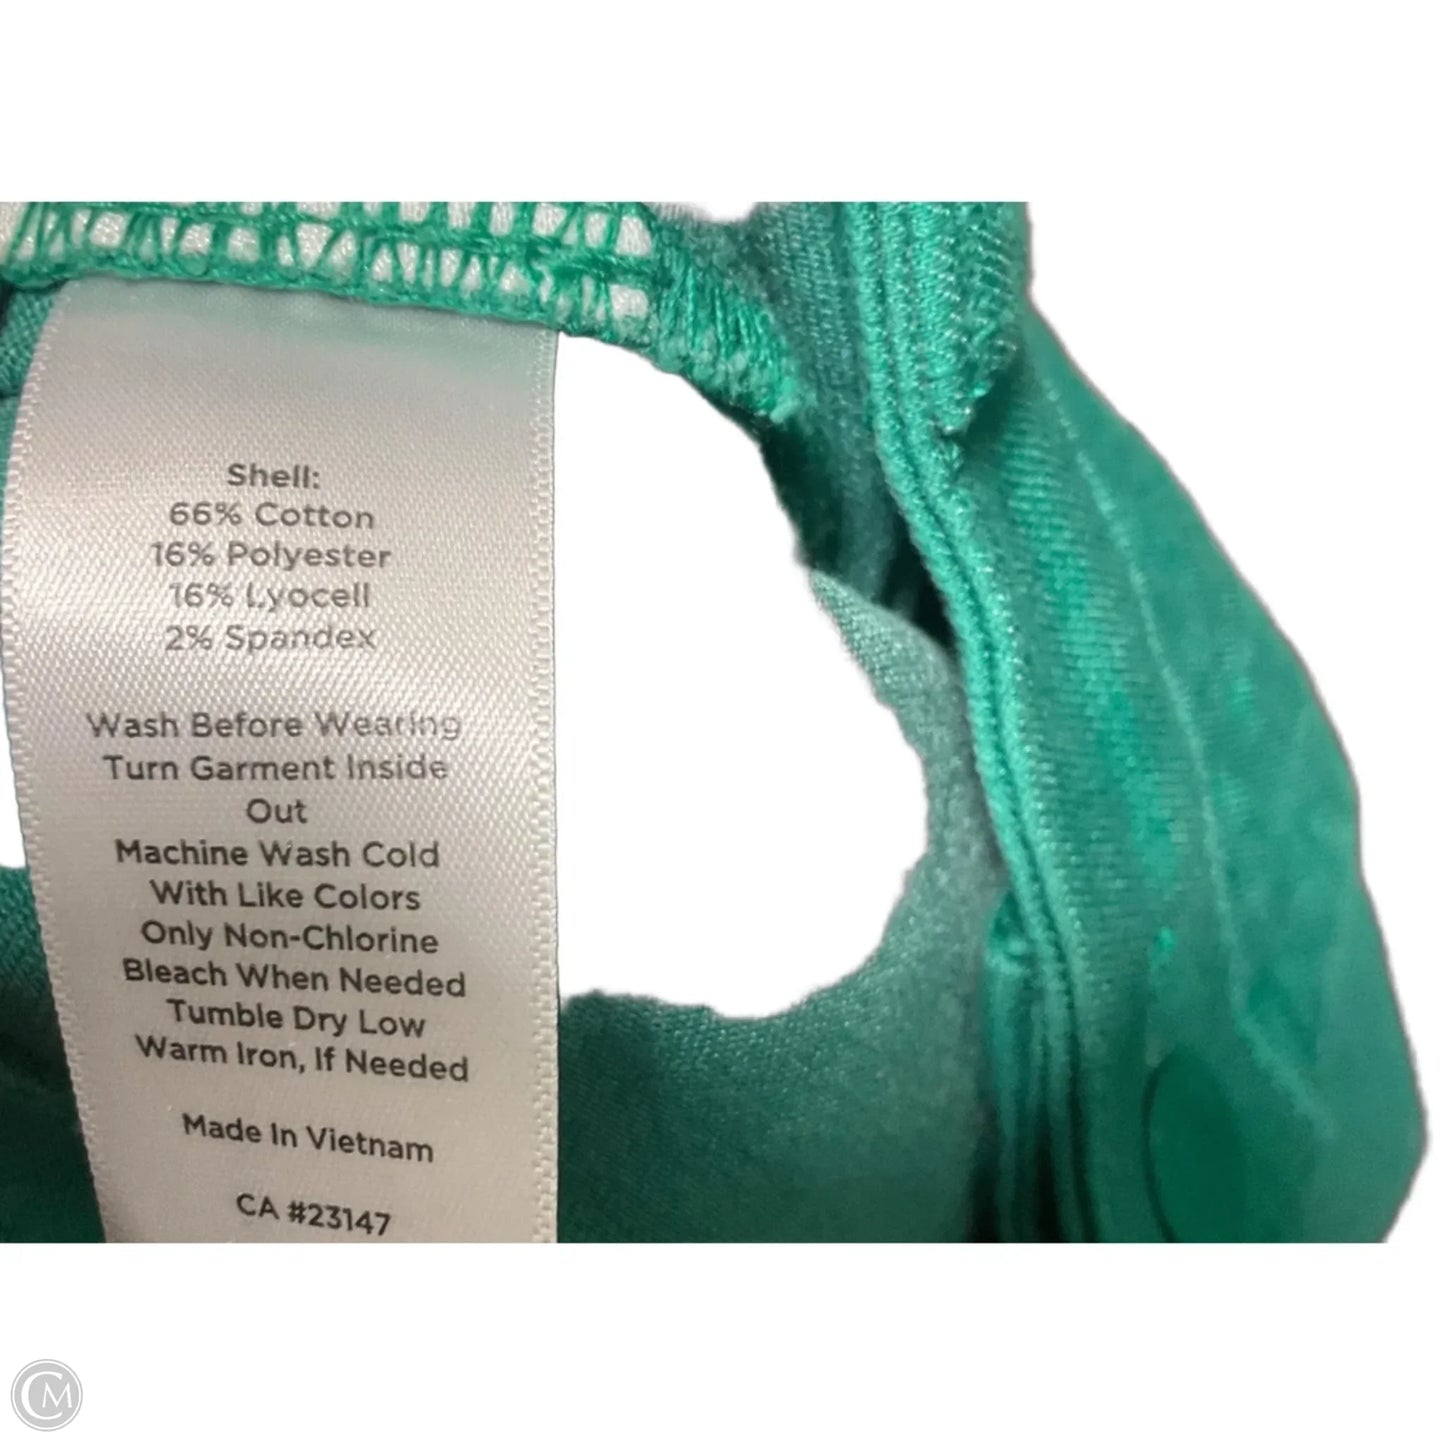 Shell:
66% Cotton
16% Polyester
16% Lyocell
2% Spandex
Wash Before Wearing
Turn Garment Inside
Out
Machine Wash Cold
With Like Colors
Only Non-Chlorine
Bleach When Needed
Tumble Dry Low
Warm Iron, If Needed
Made In Vietnam
CA #23147
CM